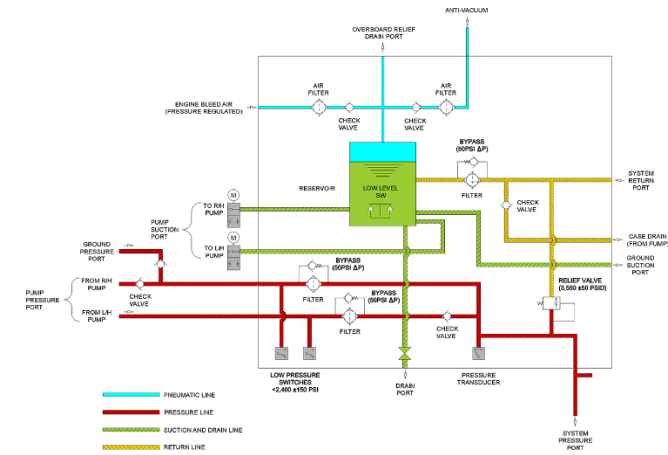 ANTI-VACUUM
OVERBOARD RELIEF
DRAIN PORT
AIR
FILTER
AIR
FILTER
ENGINE BLEED AIR
(PRESSURE REGULATED)
CHECK
VALVE
CHECK
VALVE
BYPASS
(50PSI ΔP)
SYSTEM
RETURN
PORT
RESERVOIR
LOW LEVEL
SW
FILTER
CHECK
VALVE
M
TO R/H
PUMP
PUMP
SUCTION
PORT
M
TO L/H
PUMP
CASE DRAIN
(FROM PUMP)
GROUND
PRESSURE
PORT
GROUND
SUCTION
PORT
BYPASS
(50PSI ΔP)
FROM R/H
PUMP
PUMP
PRESSURE
PORT
CHECK
VALVE
FILTER
BYPASS
(50PSI ΔP)
RELIEF VALVE
(3,550 ±50 PSID)
FROM L/H
PUMP
FILTER
CHECK
VALVE
LOW PRESSURE
SWITCHES
<2,400 ±150 PSI
DRAIN
PORT
PRESSURE
TRANSDUCER
PNEUMATIC LINE
PRESSURE LINE
SUCTION AND DRAIN LINE
RETURN LINE
SYSTEM
PRESSURE
PORT